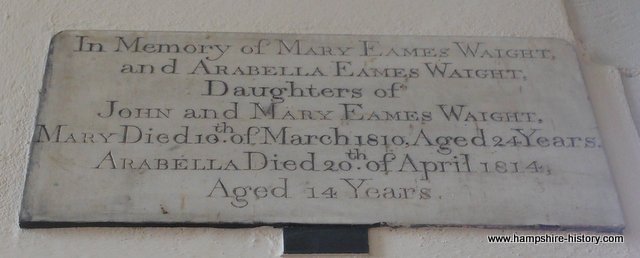 In Memory of MARY EAMES WAIGHT,
and ARABELLA EAMES WAIGHT,
Daughters of
JOHN and MARY EAMES WAIGHT,
MARY Died 10th. of March 1810, Aged 24 Years.
ARABELLA Died 20th. of April 1814,
Aged 14 Years.
www.hampshire-history.com